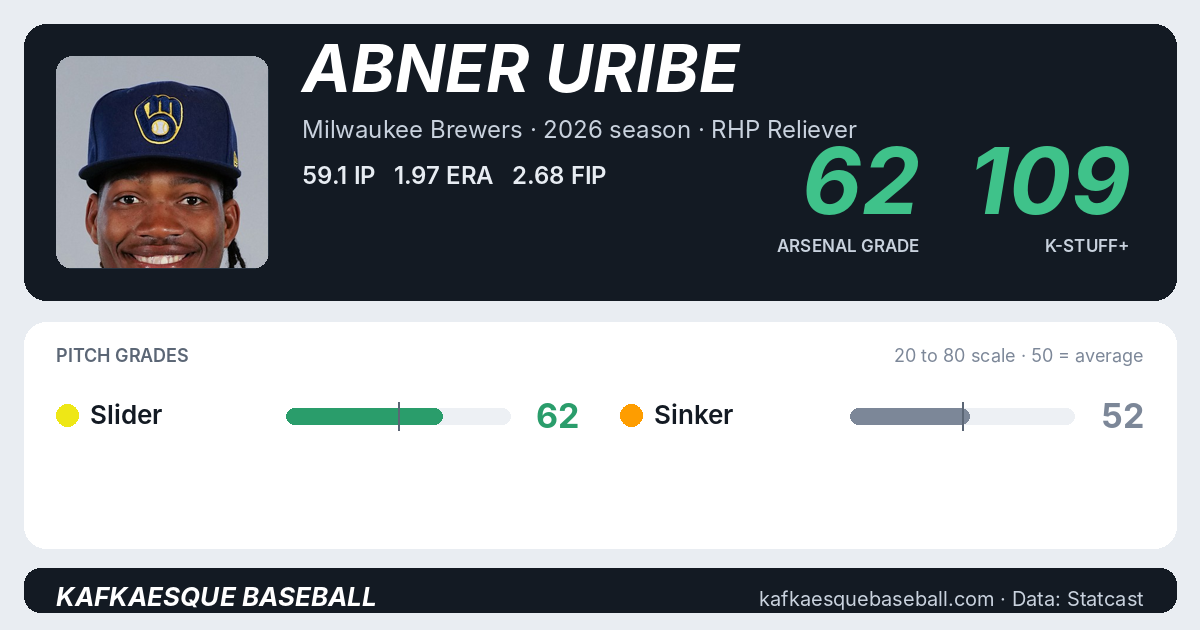 ABNER URIBE
Milwaukee Brewers · 2026 season · RHP Reliever
59.1 IP 1.97 ERA 2.68 FIP
62 109
ARSENAL GRADE K-STUFF+
PITCH GRADES 20 to 80 scale · 50 = average
Slider 62 Sinker 52
KAFKAESQUE BASEBALL kafkaesquebaseball.com · Data: Statcast